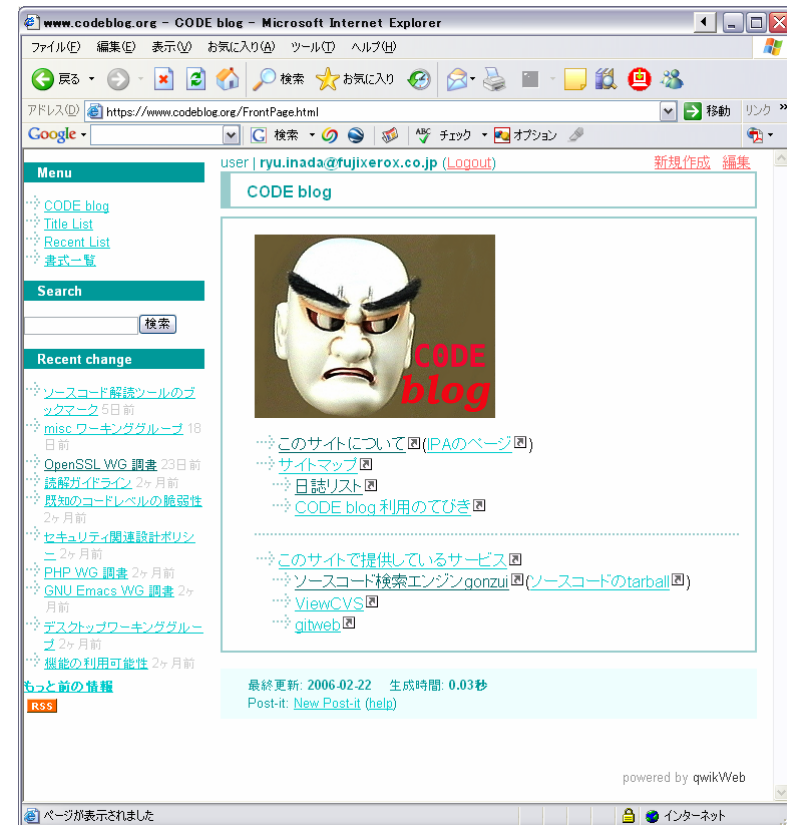 www.codeblog.org - CODE blog - Microsoft Internet Explorer
ファイル(F) 編集(E) 表示(V) お気に入り(A) ツール(T) ヘルプ(H)
戻る 検索 お気に入り
アドレス(D) https://www.codeblog.org/FrontPage.html 移動 リンク »
Google 検索 ABC チェック オプション
Menu
CODE blog
Title List
Recent List
書式一覧
Search
検索
Recent change
ソースコード解読ツールのブ
ックマーク 5日前
misc ワーキンググループ 18
日前
OpenSSL WG 調書 23日前
読解ガイドライン 2ヶ月前
既知のコードレベルの脆弱性
2ヶ月前
セキュリティ関連設計ポリシ
ー 2ヶ月前
PHP WG 調書 2ヶ月前
GNU Emacs WG 調書 2ヶ
月前
デスクトップワーキンググルー
プ 2ヶ月前
機能の利用可能性 2ヶ月前
もっと前の情報
RSS
user | ryu.inada@fujixerox.co.jp (Logout) 新規作成 編集
CODE blog
CODE
blog
このサイトについて(IPAのページ)
サイトマップ
日誌リスト
CODE blog 利用のてびき
このサイトで提供しているサービス
ソースコード検索エンジンgonzui(ソースコードのtarball)
ViewCVS
gitweb
最終更新: 2006-02-22 生成時間: 0.03秒
Post-it: New Post-it (help)
powered by qwikWeb
ページが表示されました インターネット